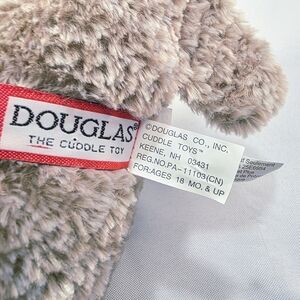 DOUGLAS®
THE CUDDLE TOY
©DOUGLAS CO., INC.
CUDDLE TOYS™
KEENE, NH 03431
REG.NO.PA-11103(CN)
FOR:AGES 18 MO.& UP